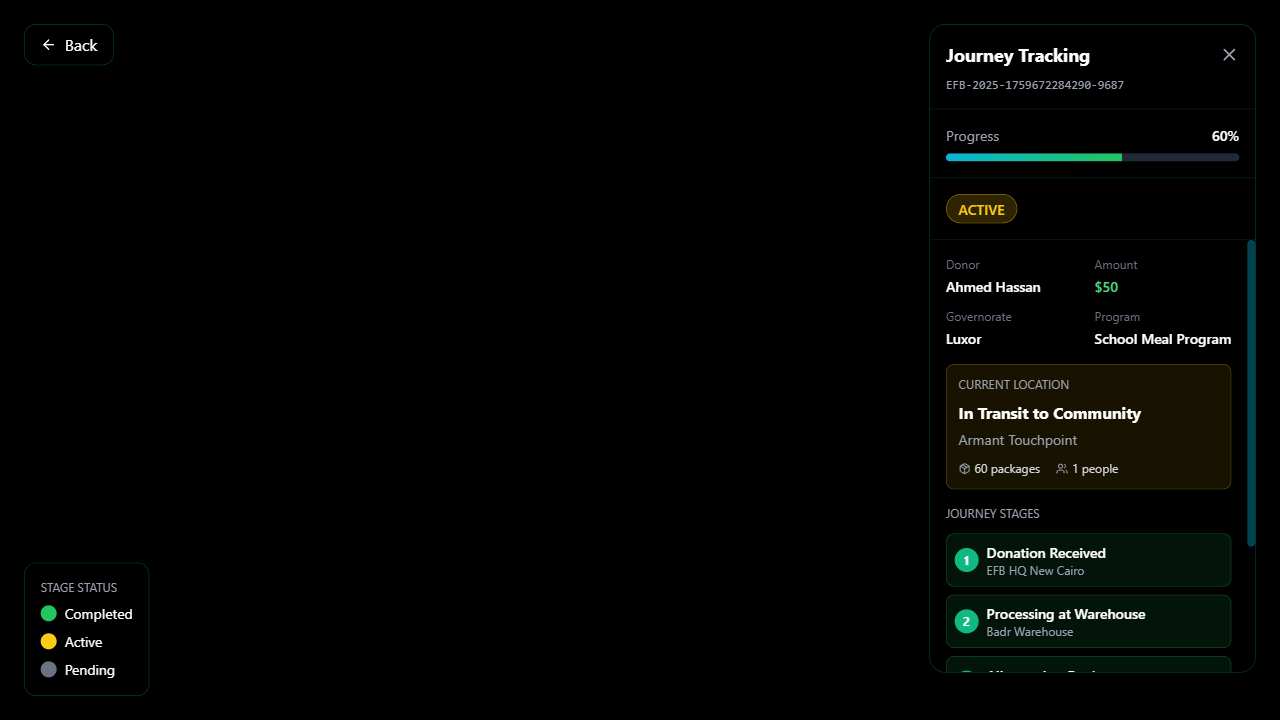 Back
Journey Tracking
EFB-2025-1759672284290-9687
Progress 60%
ACTIVE
Donor Amount
Ahmed Hassan $50
Governorate Program
Luxor School Meal Program
CURRENT LOCATION
In Transit to Community
Armant Touchpoint
60 packages 1 people
JOURNEY STAGES
1 Donation Received
EFB HQ New Cairo
2 Processing at Warehouse
Badr Warehouse
STAGE STATUS
Completed
Active
Pending